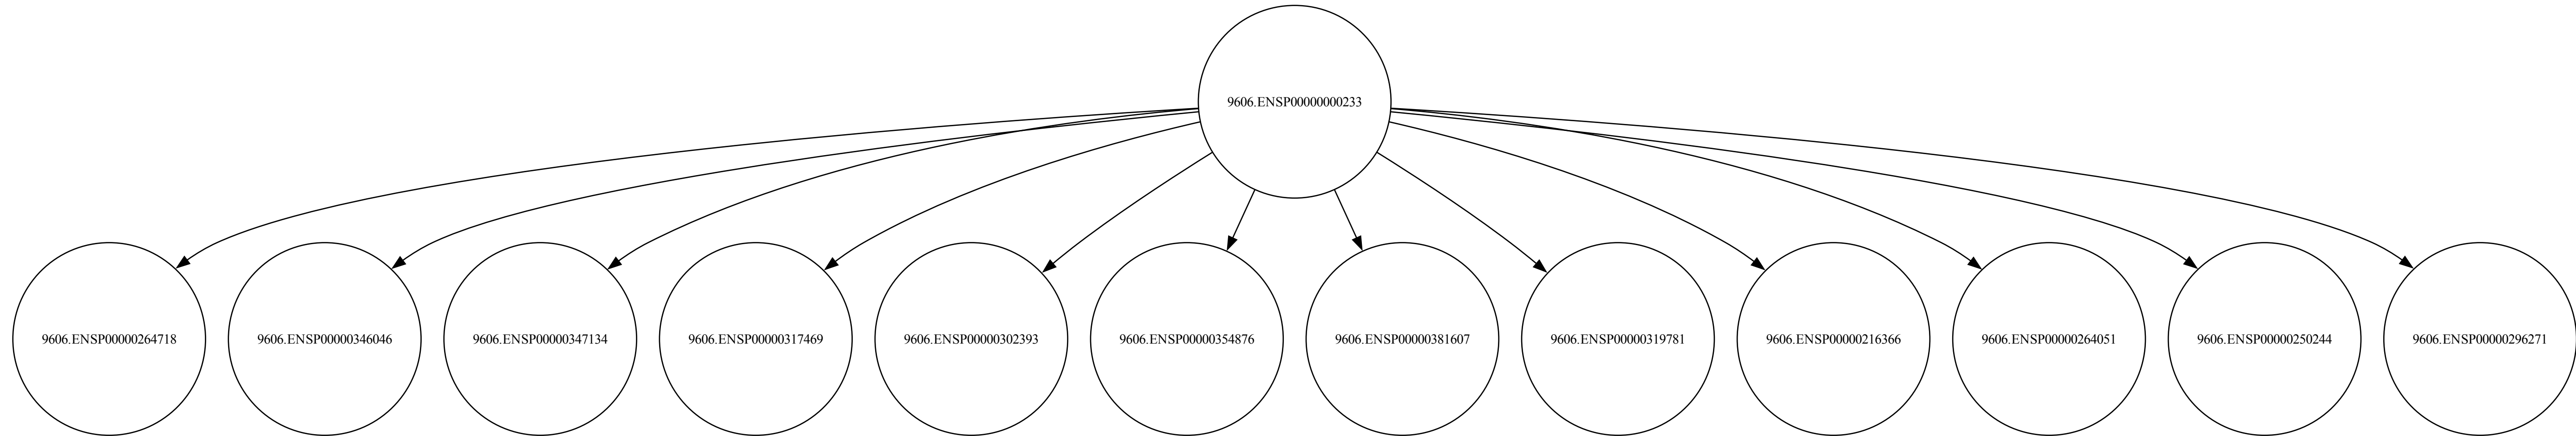 9606.ENSP00000000233
9606.ENSP00000264718
9606.ENSP00000346046
9606.ENSP00000347134
9606.ENSP00000317469
9606.ENSP00000302393
9606.ENSP00000354876
9606.ENSP00000381607
9606.ENSP00000319781
9606.ENSP00000216366
9606.ENSP00000264051
9606.ENSP00000250244
9606.ENSP00000296271